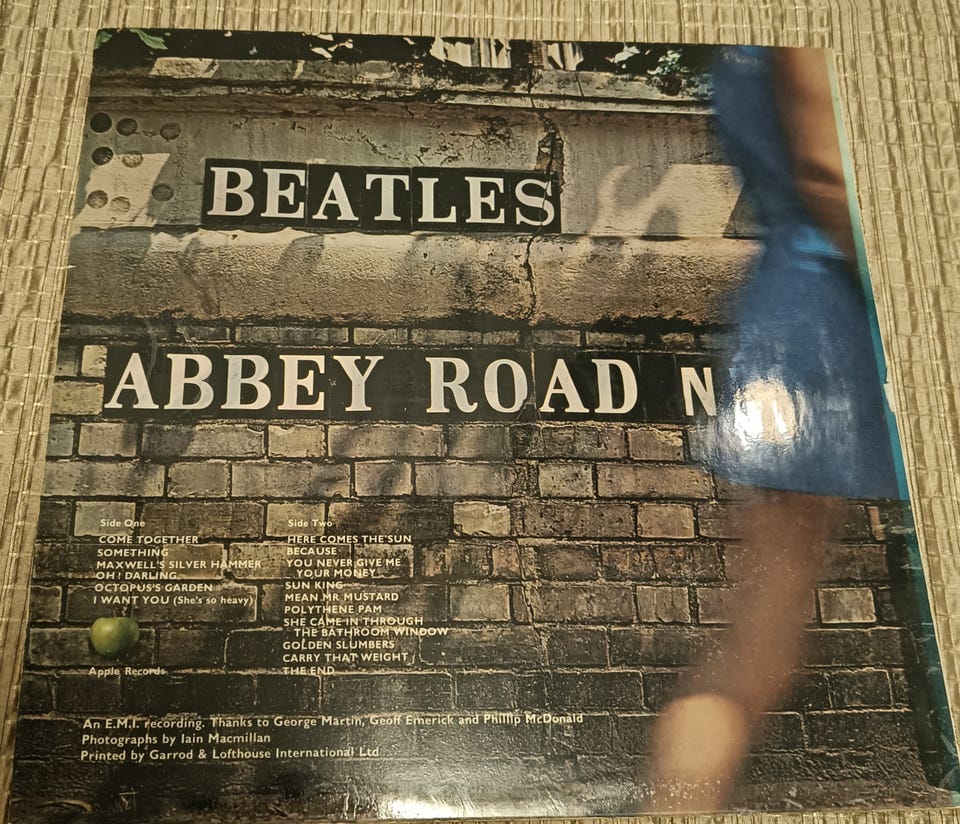 BEATLES
ABBEY ROAD N
Side One
COME TOGETHER
SOMETHING
MAXWELL'S SILVER HAMMER
OH! DARLING
OCTOPUS'S GARDEN
I WANT YOU (She's so heavy)
Apple Records
Side Two
HERE COMES THE SUN
BECAUSE
YOU NEVER GIVE ME
YOUR MONEY
SUN KING
MEAN MR MUSTARD
POLYTHENE PAM
SHE CAME IN THROUGH
THE BATHROOM WINDOW
GOLDEN SLUMBERS
CARRY THAT WEIGHT
THE END
An E.M.I. recording. Thanks to George Martin, Geoff Emerick and Phillip McDonald
Photographs by Iain Macmillan
Printed by Garrod & Lofthouse International Ltd